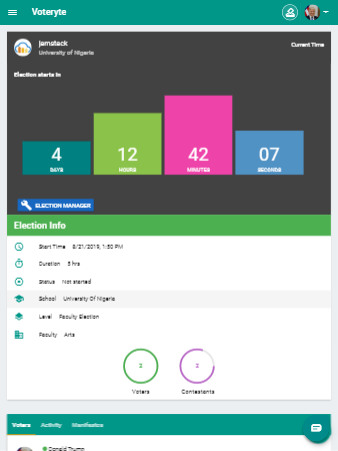 Voteryte
jamstack
University of Nigeria
Current Time
Election starts in
4
DAYS
12
HOURS
42
MINUTES
07
SECONDS
ELECTION MANAGER
Election Info
Start Time 8/21/2019, 1:50 PM
Duration 5 hrs
Status Not started
School University Of Nigeria
Level Faculty Election
Faculty Arts
2
Voters
2
Contestants
Voters Activity Manifestos
Donald Trump